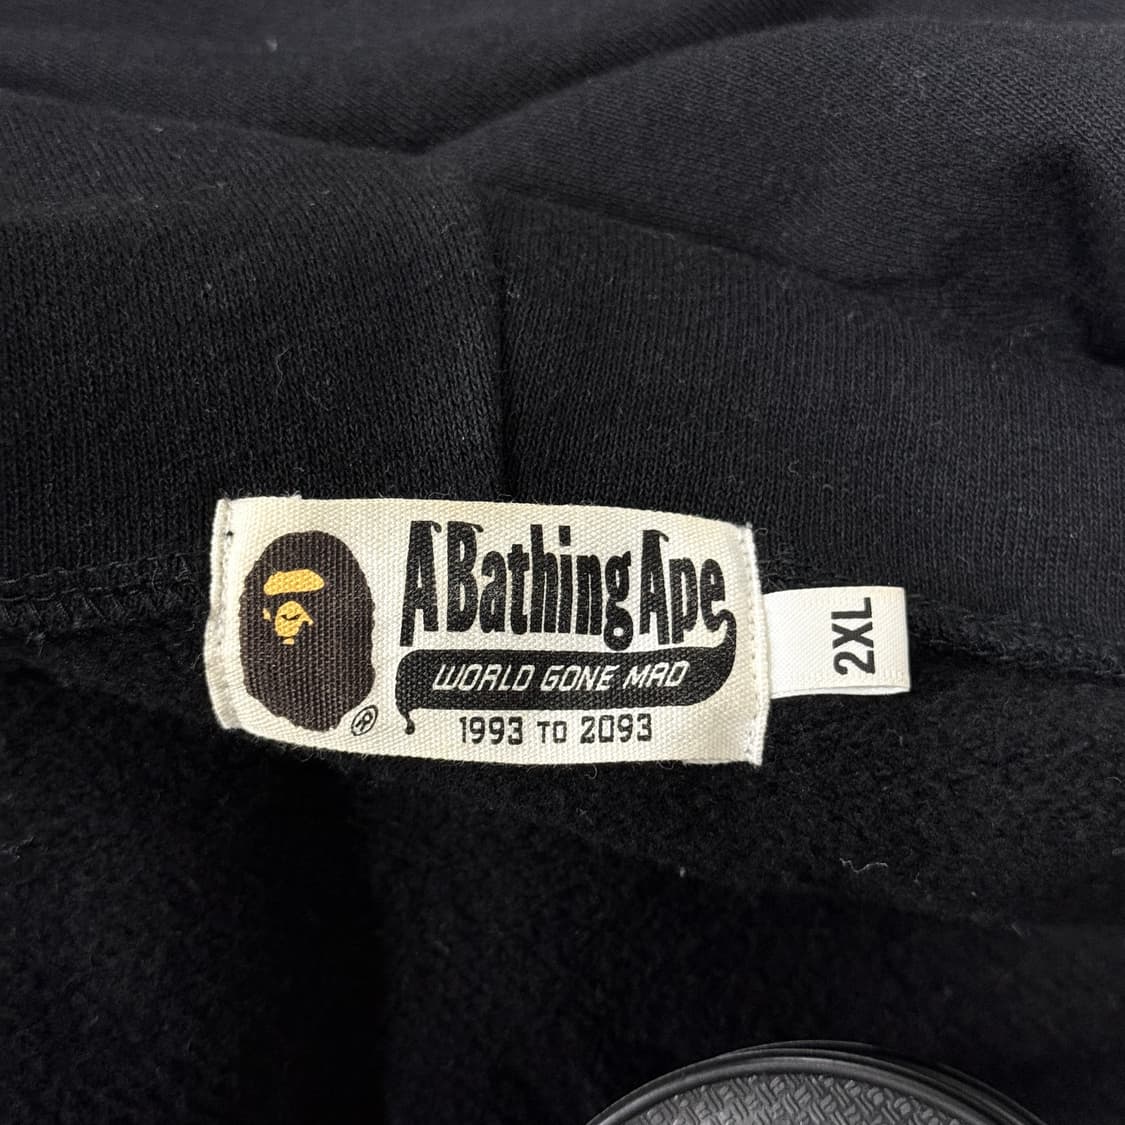 A Bathing Ape
WORLD GONE MAD
1993 TO 2093
®
2XL